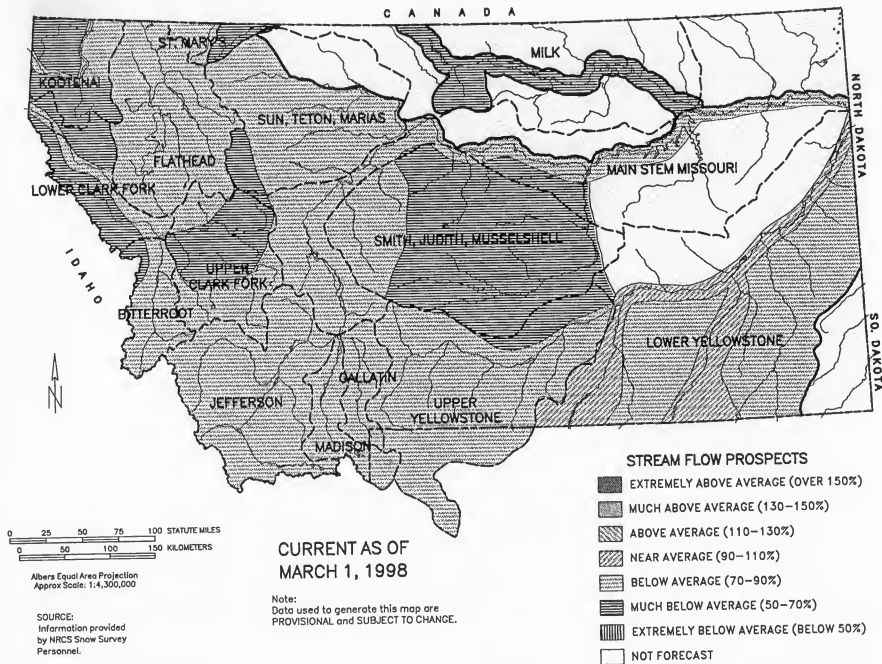 CANADA
ST. MARY'S
MILK
KOOTENAI
SUN, TETON, MARIAS
NORTH DAKOTA
FLATHEAD
MAIN STEM MISSOURI
LOWER CLARK FORK
SMITH, JUDITH, MUSSELSHELL
IDAHO
UPPER
CLARK FORK
BITTERROOT
SO. DAKOTA
LOWER YELLOWSTONE
N
GALLATIN
JEFFERSON
UPPER
YELLOWSTONE
MADISON
STREAM FLOW PROSPECTS
EXTREMELY ABOVE AVERAGE (OVER 150%)
MUCH ABOVE AVERAGE (130-150%)
ABOVE AVERAGE (110-130%)
NEAR AVERAGE (90-110%)
BELOW AVERAGE (70-90%)
MUCH BELOW AVERAGE (50-70%)
EXTREMELY BELOW AVERAGE (BELOW 50%)
NOT FORECAST
0 25 50 75 100 STATUTE MILES
0 50 100 150 KILOMETERS
Albers Equal Area Projection
Approx Scale: 1:4,300,000
SOURCE:
Information provided
by NRCS Snow Survey
Personnel.
CURRENT AS OF
MARCH 1, 1998
Note:
Data used to generate this map are
PROVISIONAL and SUBJECT TO CHANGE.